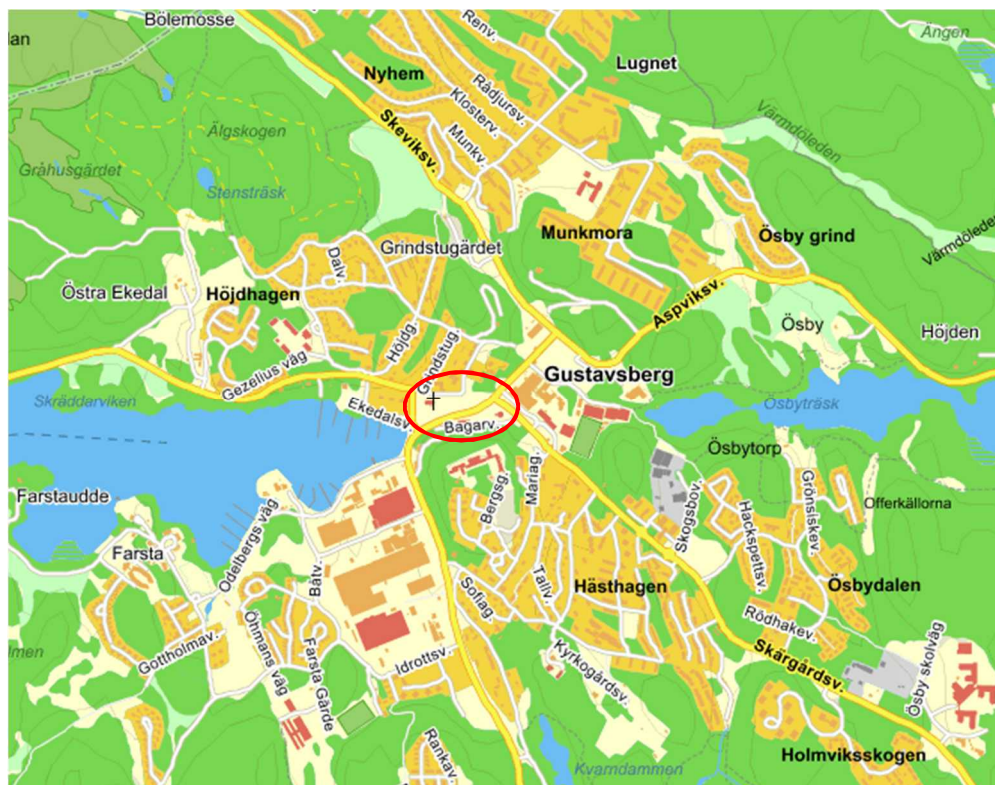 Bölemosse
lan
Renv.
Ängen
Nyhem
Lugnet
Rådjursv.
Klosterv.
Skeviksv.
Munkv.
Älgskogen
Värmdöleden
Gråhusgärdet
Stensträsk
Munkmora
Ösby grind
Värmdöleden
Grindstugärdet
Dalv.
Östra Ekedal
Höjdhagen
Aspviksv.
Ösby
Höjden
Höjdg.
Grindstug.
Gezelius väg
Gustavsberg
Skräddarviken
Ekedalsv.
Bagarv.
Ösbyträsk
Ösbytorp
Bergsg.
Mariag.
Farstaudde
Odelbergs väg
Skogsbov.
Hackspettsv.
Grönsiskev.
Offerkällorna
Farsta
Båtv.
Sofiag.
Tallv.
Hästhagen
Ösbydalen
Rödhakev.
Gottholmav.
Öhmans väg
Farsta Gärde
Idrottsv.
Kyrkogårdsv.
Skärgårdsv.
Ösby skolväg
lmen
Rankav.
Kvarndammen
Holmviksskogen